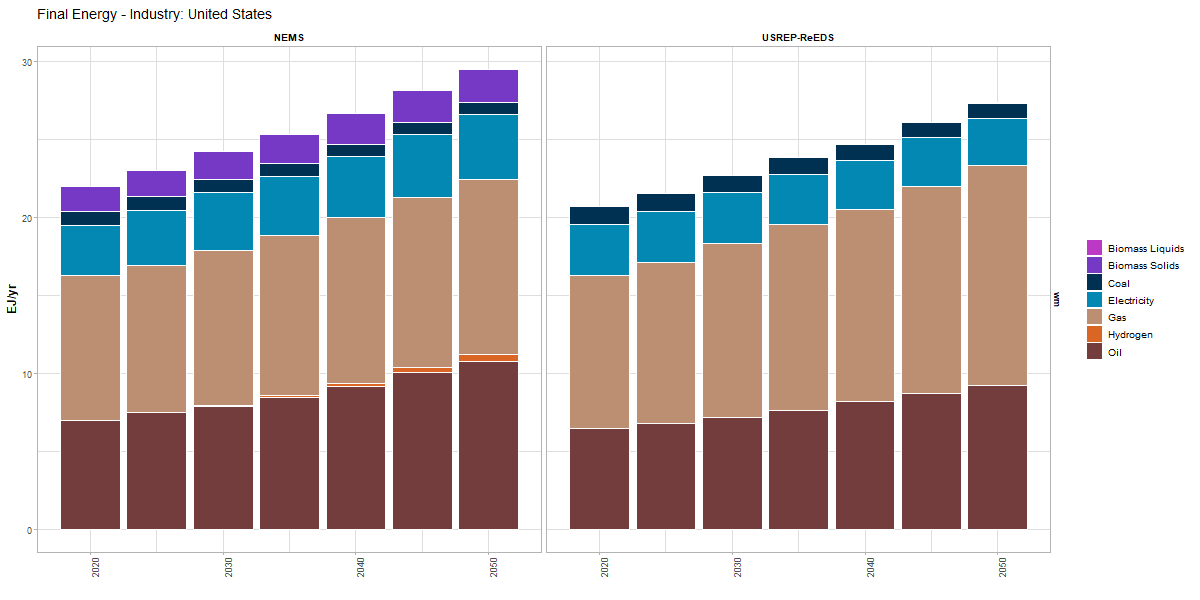 Final Energy - Industry: United States
NEMS
USREP-ReEDS
EJ/yr
30
20
10
0
wm
2020
2030
2040
2050
2020
2030
2040
2050
Biomass Liquids
Biomass Solids
Coal
Electricity
Gas
Hydrogen
Oil